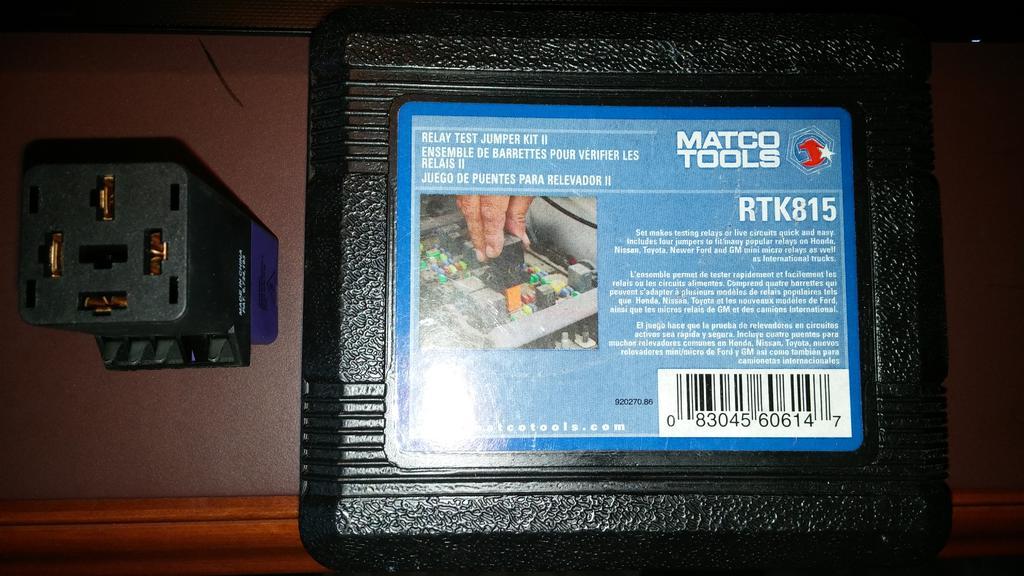 RELAY TEST JUMPER KIT II
ENSEMBLE DE BARRETTES POUR VÉRIFIER LES
RELAIS II
JUEGO DE PUENTES PARA RELEVADOR II
MATCO
TOOLS
RTK815
Set makes testing relays or live circuits quick and easy.
Includes four jumpers to fit many popular relays on Honda,
Nissan, Toyota, Newer Ford and GM mini micro relays as well
as International trucks.
L'ensemble permet de tester rapidement et facilement les
relais ou les circuits alimentes. Comprend quatre barrettes qui
peuvent s'adapter à plusieurs modèles de relais populaires tels
que Honda, Nissan, Toyota et les nouveaux modeles de Ford,
ainsi que les micros relais de GM et des camions International.
El juego hace que la prueba de relevadores en circuitos
activos sea rapida y segura. Incluye cuatro puentes para
muchos relevadores comunes en Honda, Nissan, Toyota, nuevos
relevadores mini/micro de Ford y GM asi como también para
camionetas internacionales
920270.86
0 83045 60614 7
atcotools.com
MADE IN CHINA